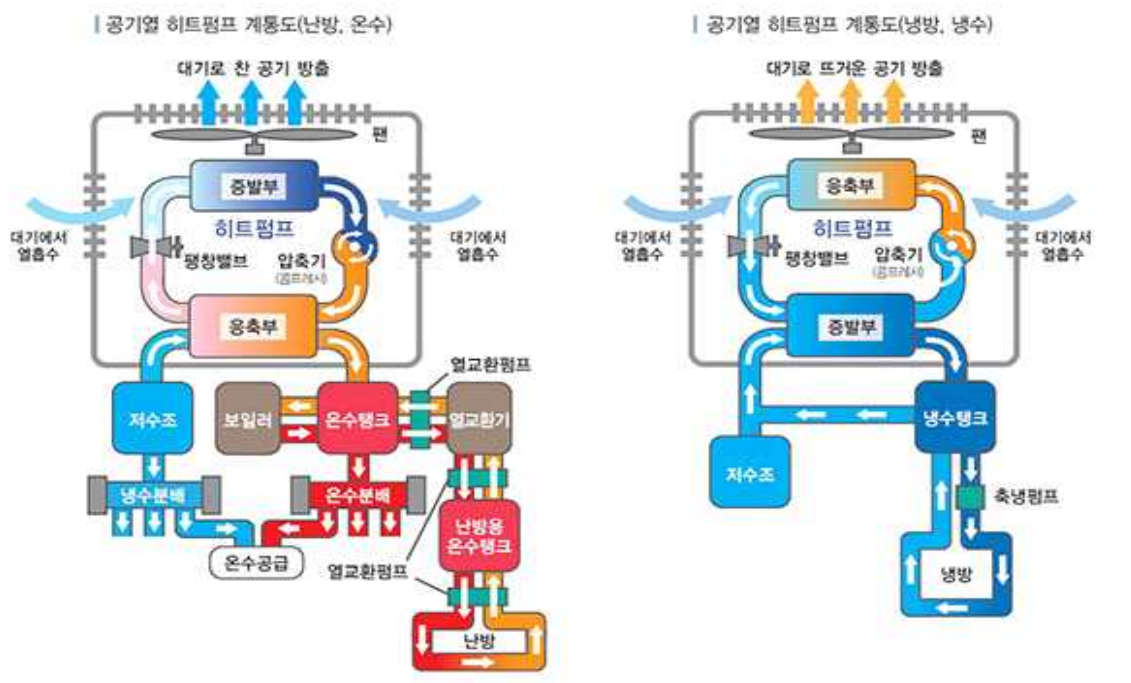 공기열 히트펌프 계통도(난방, 온수)
대기로 찬 공기 방출
팬
증발부
히트펌프
대기에서
열흡수
대기에서
열흡수
팽창밸브
압축기
(콤프레샤)
응축부
열교환펌프
저수조
보일러
온수탱크
열교환기
냉수분배
온수분배
난방용
온수탱크
온수공급
열교환펌프
난방
공기열 히트펌프 계통도(냉방, 냉수)
대기로 뜨거운 공기 방출
팬
응축부
히트펌프
대기에서
열흡수
대기에서
열흡수
팽창밸브
압축기
(콤프레샤)
증발부
냉수탱크
저수조
축냉펌프
냉방